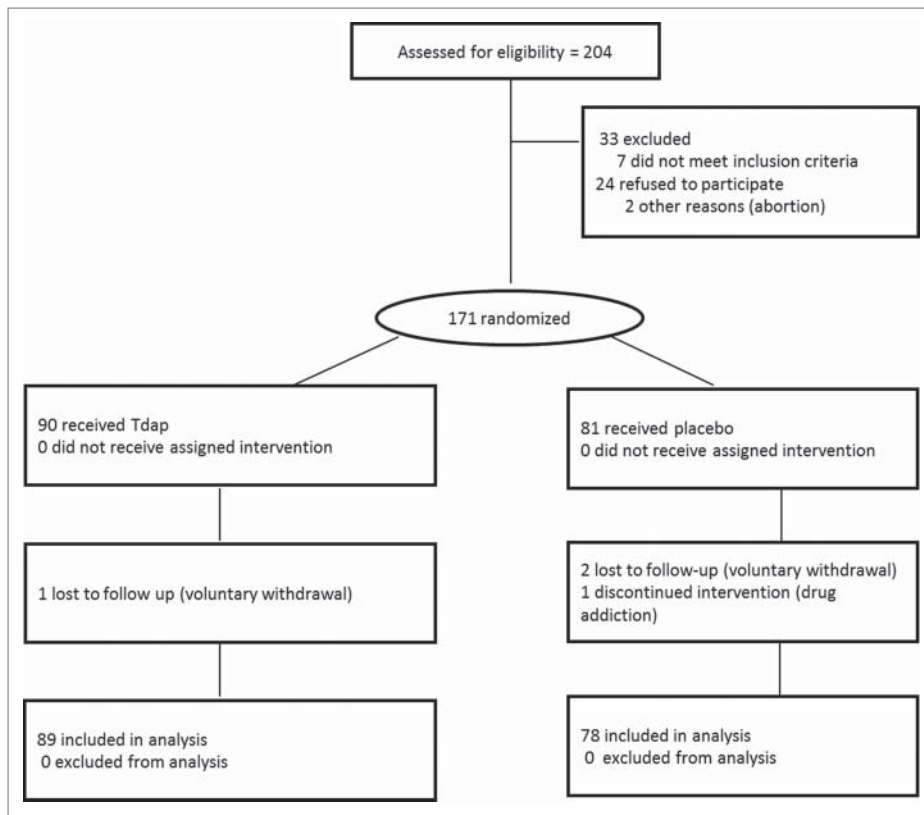 Assessed for eligibility = 204
33 excluded
7 did not meet inclusion criteria
24 refused to participate
2 other reasons (abortion)
171 randomized
90 received Tdap
0 did not receive assigned intervention
81 received placebo
0 did not receive assigned intervention
1 lost to follow up (voluntary withdrawal)
2 lost to follow-up (voluntary withdrawal)
1 discontinued intervention (drug
addiction)
89 included in analysis
0 excluded from analysis
78 included in analysis
0 excluded from analysis